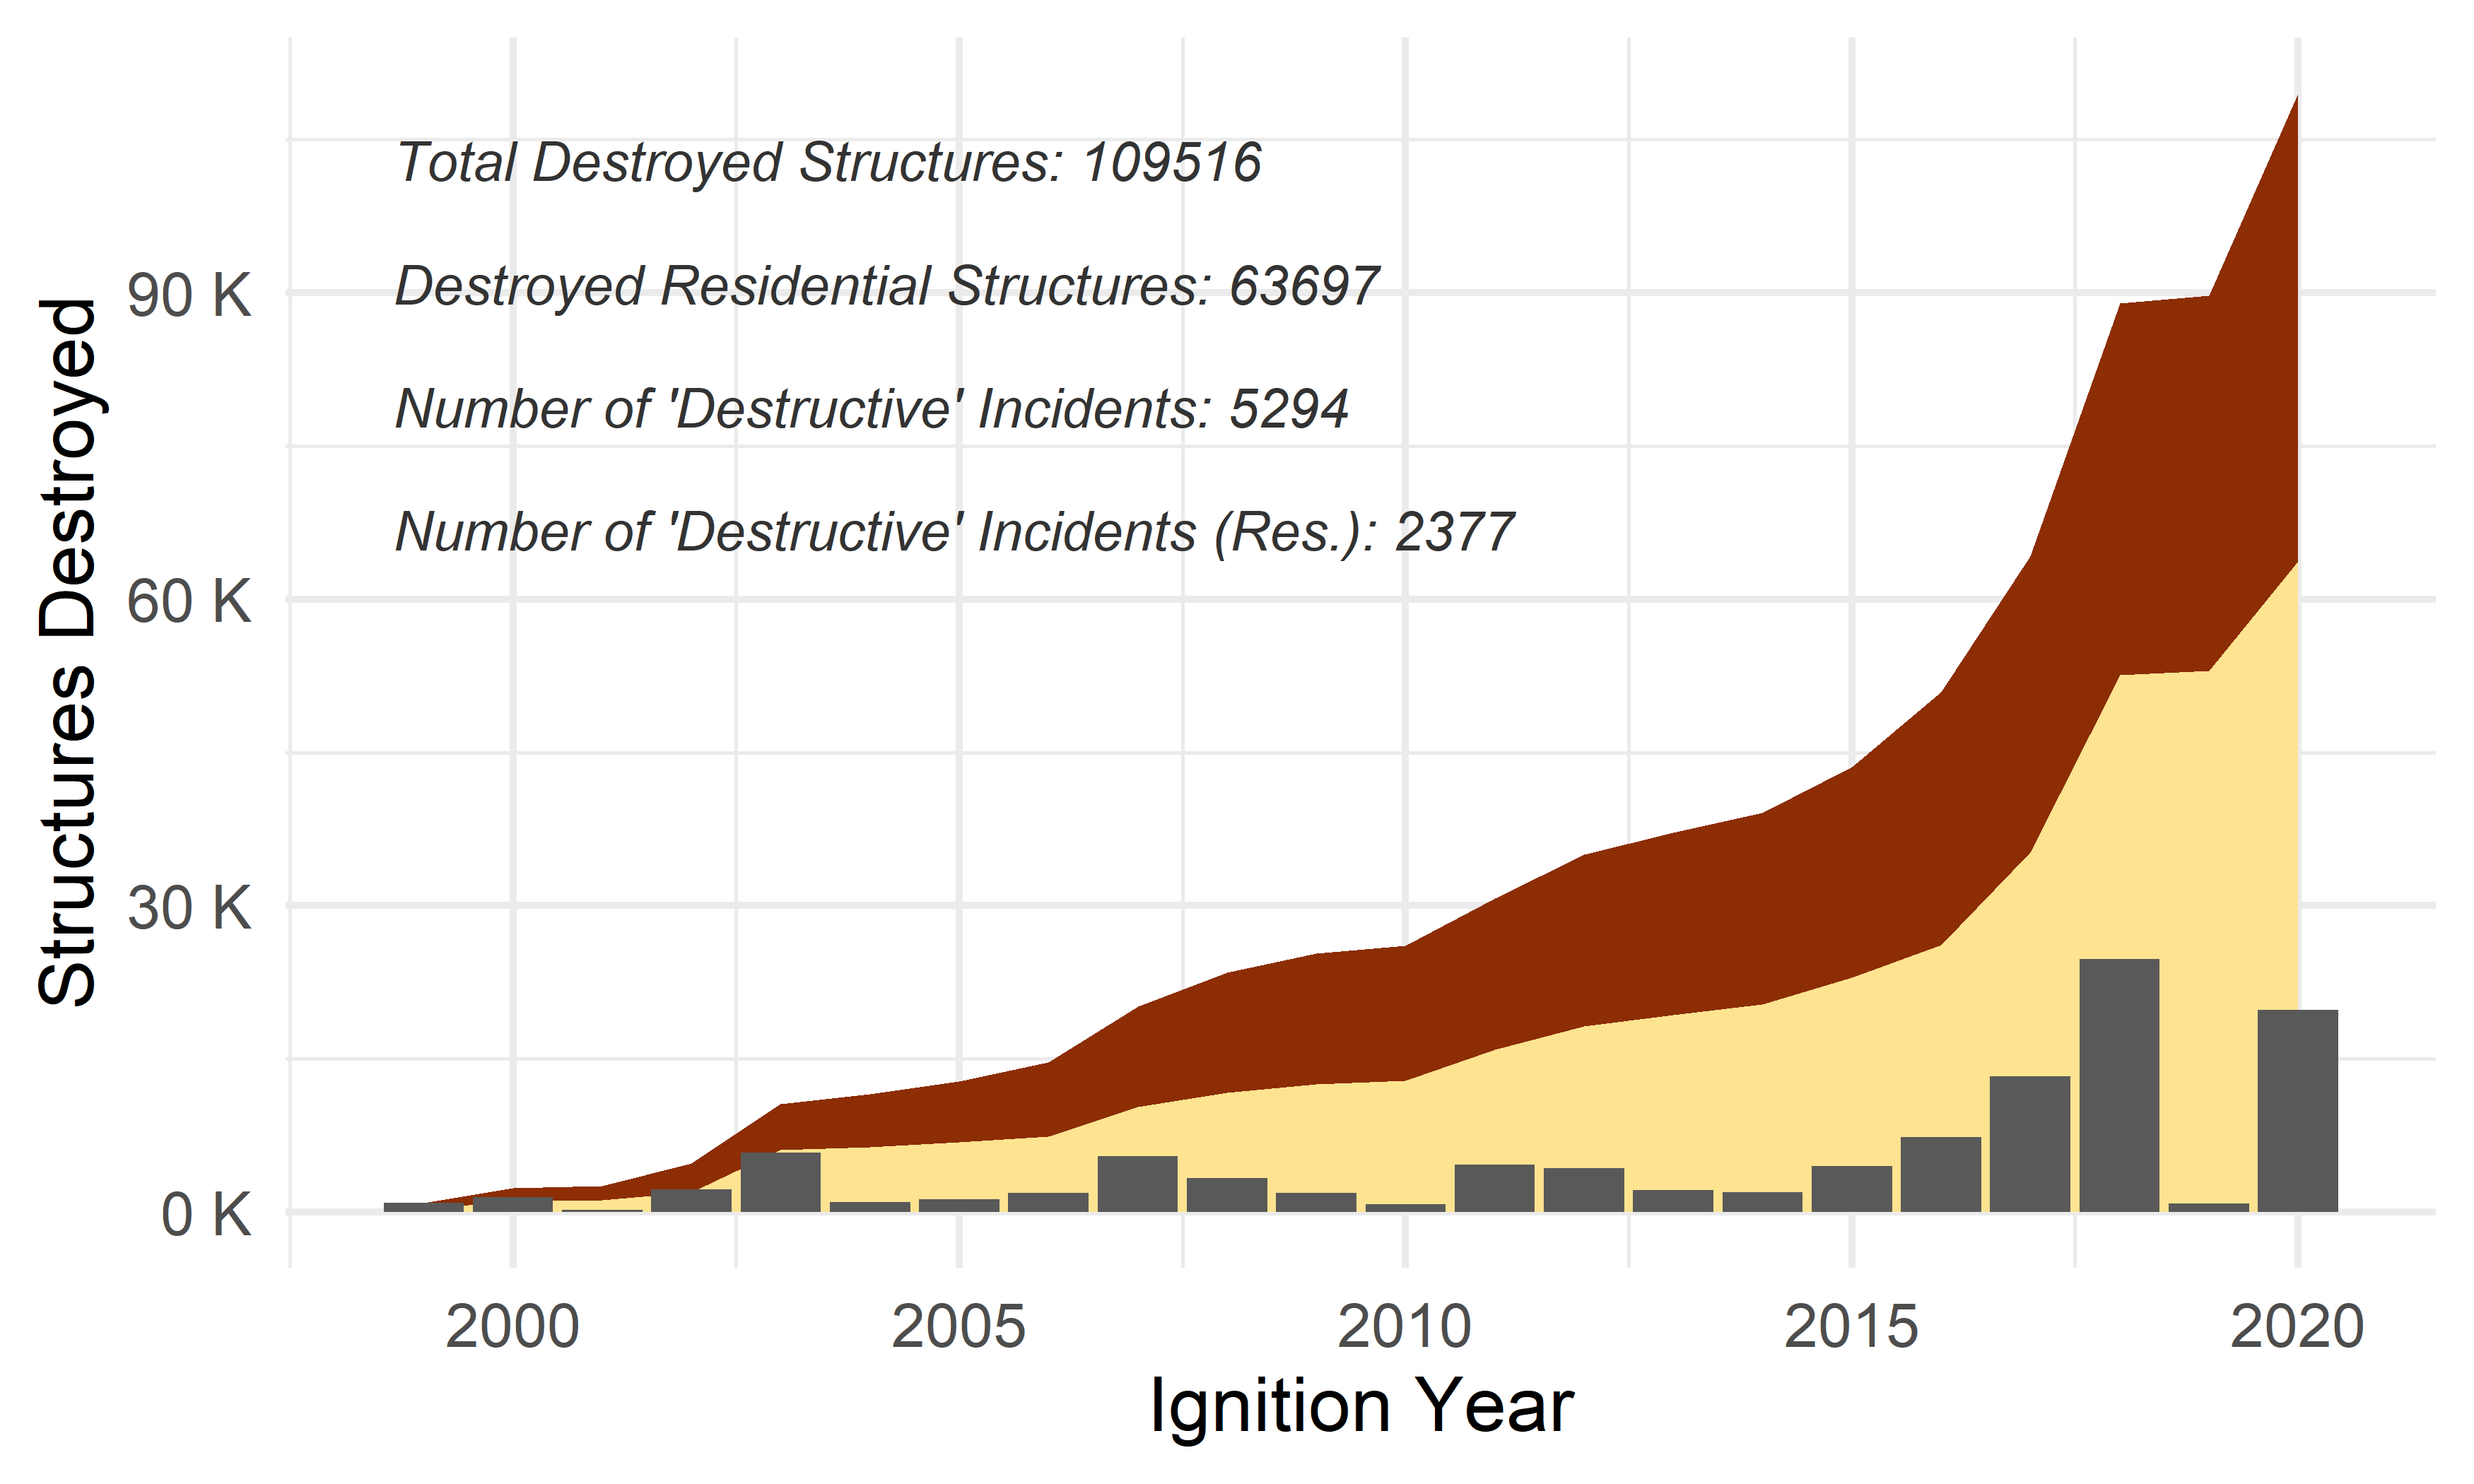 Total Destroyed Structures: 109516
Destroyed Residential Structures: 63697
Number of 'Destructive' Incidents: 5294
Number of 'Destructive' Incidents (Res.): 2377
Structures Destroyed
90 K
60 K
30 K
0 K
2000 2005 2010 2015 2020
Ignition Year